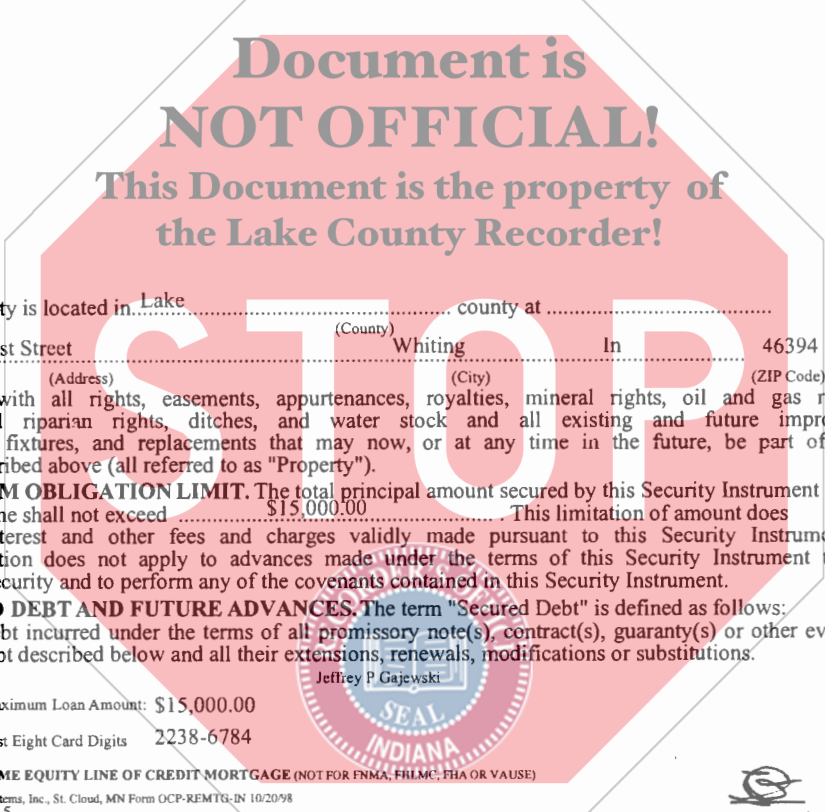 Document is
NOT OFFICIAL!
This Document is the property of
the Lake County Recorder!
STOP
ty is located in Lake county at
(County)
st Street Whiting In 46394
(Address) (City) (ZIP Code)
with all rights, easements, appurtenances, royalties, mineral rights, oil and gas r
riparian rights, ditches, and water stock and all existing and future impro
fixtures, and replacements that may now, or at any time in the future, be part of
ribed above (all referred to as "Property").
M OBLIGATION LIMIT. The total principal amount secured by this Security Instrument
ne shall not exceed $15,000.00 . This limitation of amount does
terest and other fees and charges validly made pursuant to this Security Instrume
tion does not apply to advances made under the terms of this Security Instrument t
ecurity and to perform any of the covenants contained in this Security Instrument.
D DEBT AND FUTURE ADVANCES. The term "Secured Debt" is defined as follows:
bt incurred under the terms of all promissory note(s), contract(s), guaranty(s) or other ev
bt described below and all their extensions, renewals, modifications or substitutions.
Jeffrey P Gajewski
SEAL
INDIANA
ximum Loan Amount: $15,000.00
st Eight Card Digits 2238-6784
ME EQUITY LINE OF CREDIT MORTGAGE (NOT FOR FNMA, FHLMC, FHA OR VA USE)
tems, Inc., St. Cloud, MN Form OCP-REMTG-IN 10/20/98